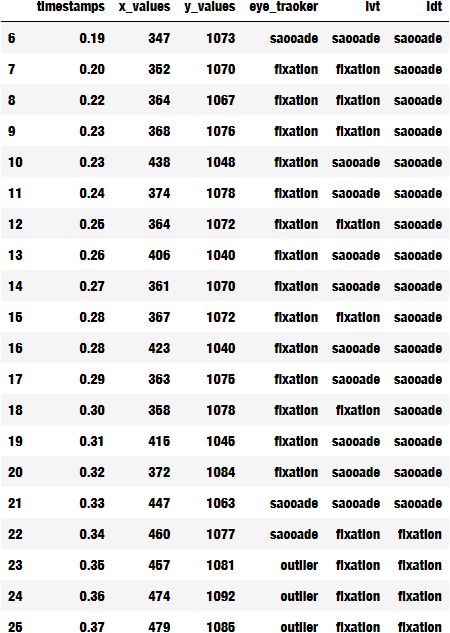 timestamps x_values y_values eye_tracker ivt idt
6 0.19 347 1073 saccade saccade saccade
7 0.20 352 1070 fixation fixation saccade
8 0.22 364 1067 fixation fixation saccade
9 0.23 368 1076 fixation fixation saccade
10 0.23 438 1048 fixation saccade saccade
11 0.24 374 1078 fixation saccade saccade
12 0.25 364 1072 fixation fixation saccade
13 0.26 406 1040 fixation saccade saccade
14 0.27 361 1070 fixation saccade saccade
15 0.28 367 1072 fixation fixation saccade
16 0.28 423 1040 fixation saccade saccade
17 0.29 363 1075 fixation saccade saccade
18 0.30 358 1078 fixation fixation saccade
19 0.31 415 1045 fixation saccade saccade
20 0.32 372 1084 fixation saccade saccade
21 0.33 447 1063 saccade saccade saccade
22 0.34 460 1077 saccade fixation fixation
23 0.35 457 1081 outlier fixation fixation
24 0.36 474 1092 outlier fixation fixation
25 0.37 479 1085 outlier fixation fixation